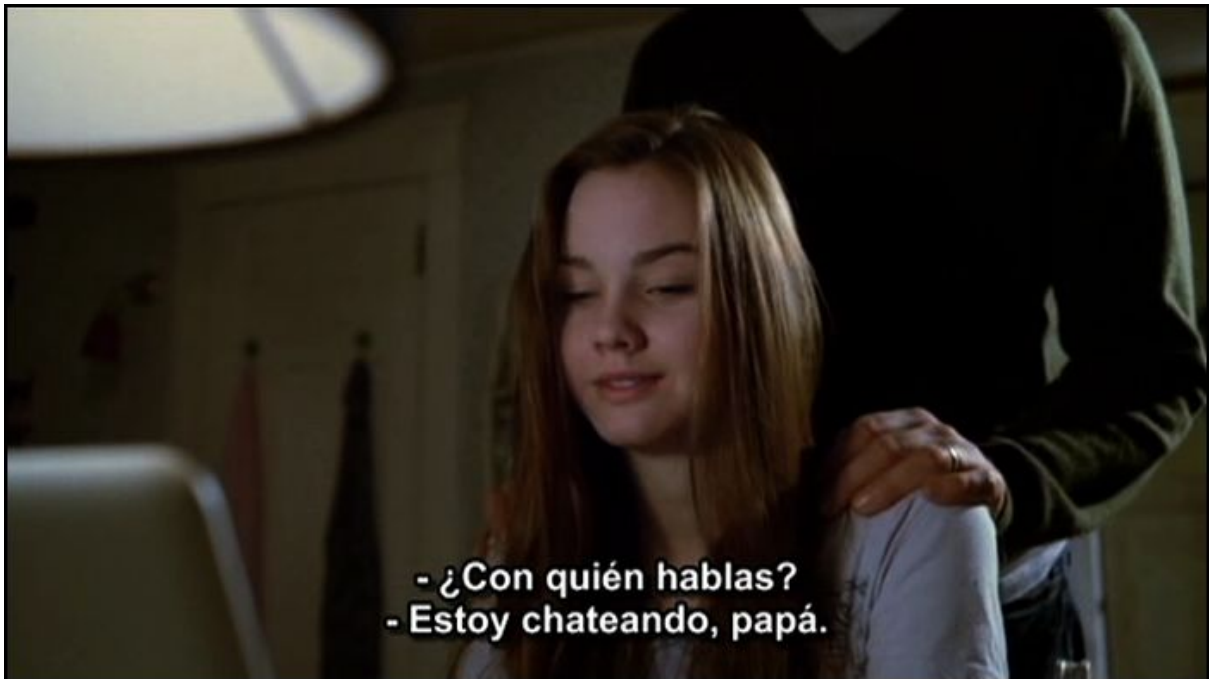 - ¿Con quién hablas?
- Estoy chateando, papá.